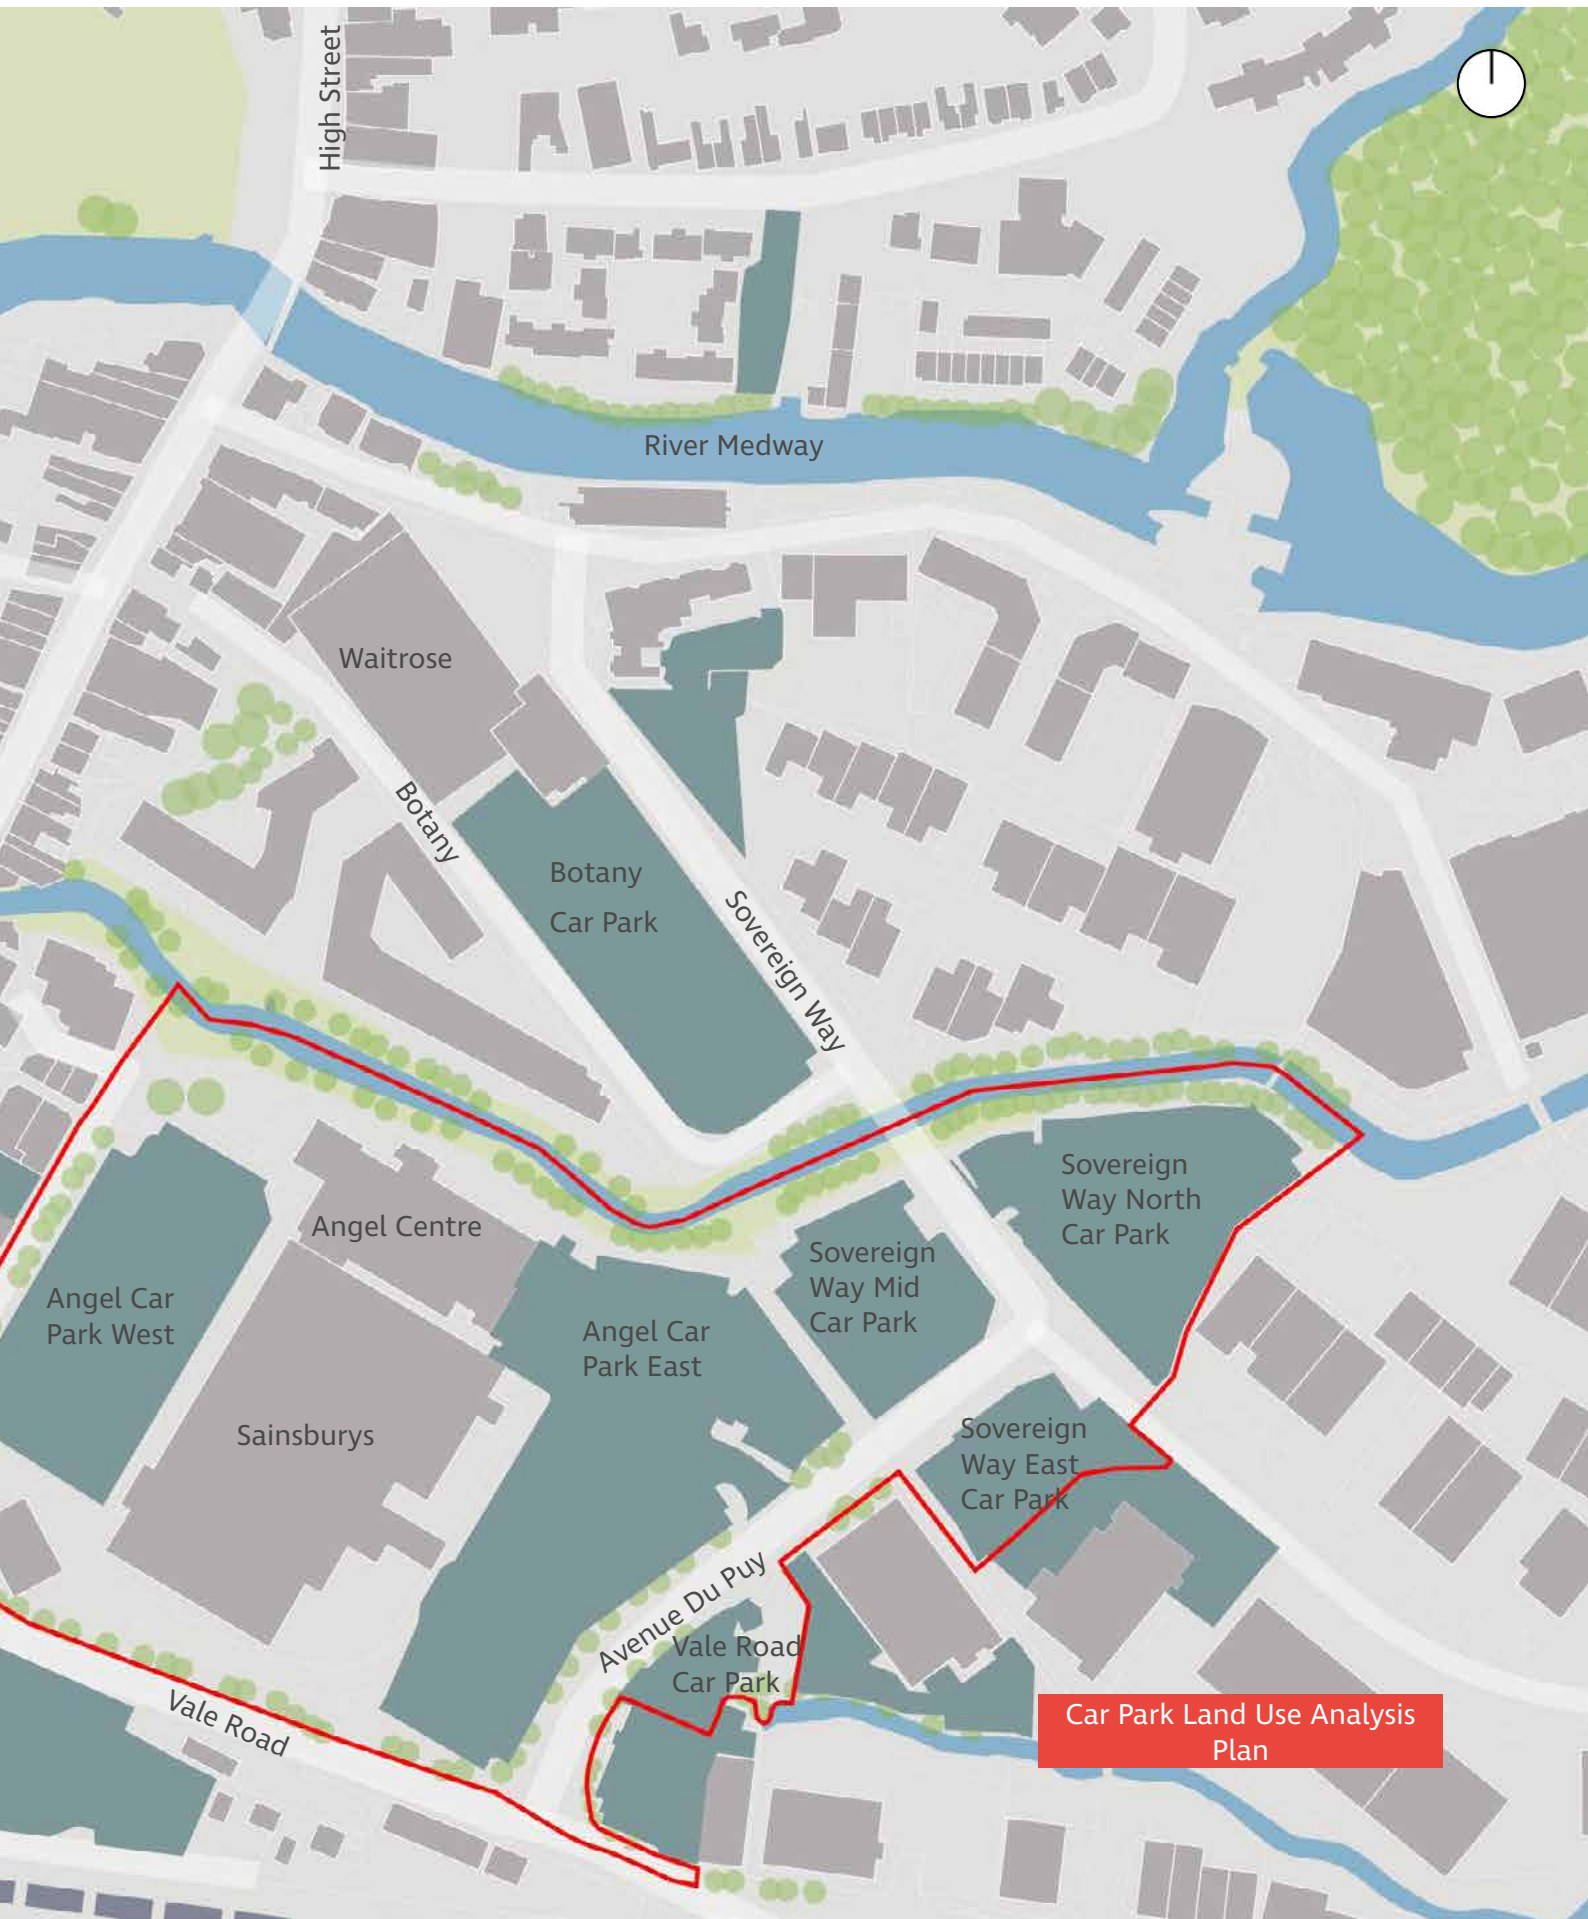 High Street
River Medway
Waitrose
Botany
Botany
Car Park
Sovereign Way
Sovereign
Way North
Car Park
Angel Centre
Sovereign
Way Mid
Car Park
Angel Car
Park West
Angel Car
Park East
Sainsburys
Sovereign
Way East
Car Park
Avenue Du Puy
Vale Road
Car Park
Vale Road
Car Park Land Use Analysis
Plan